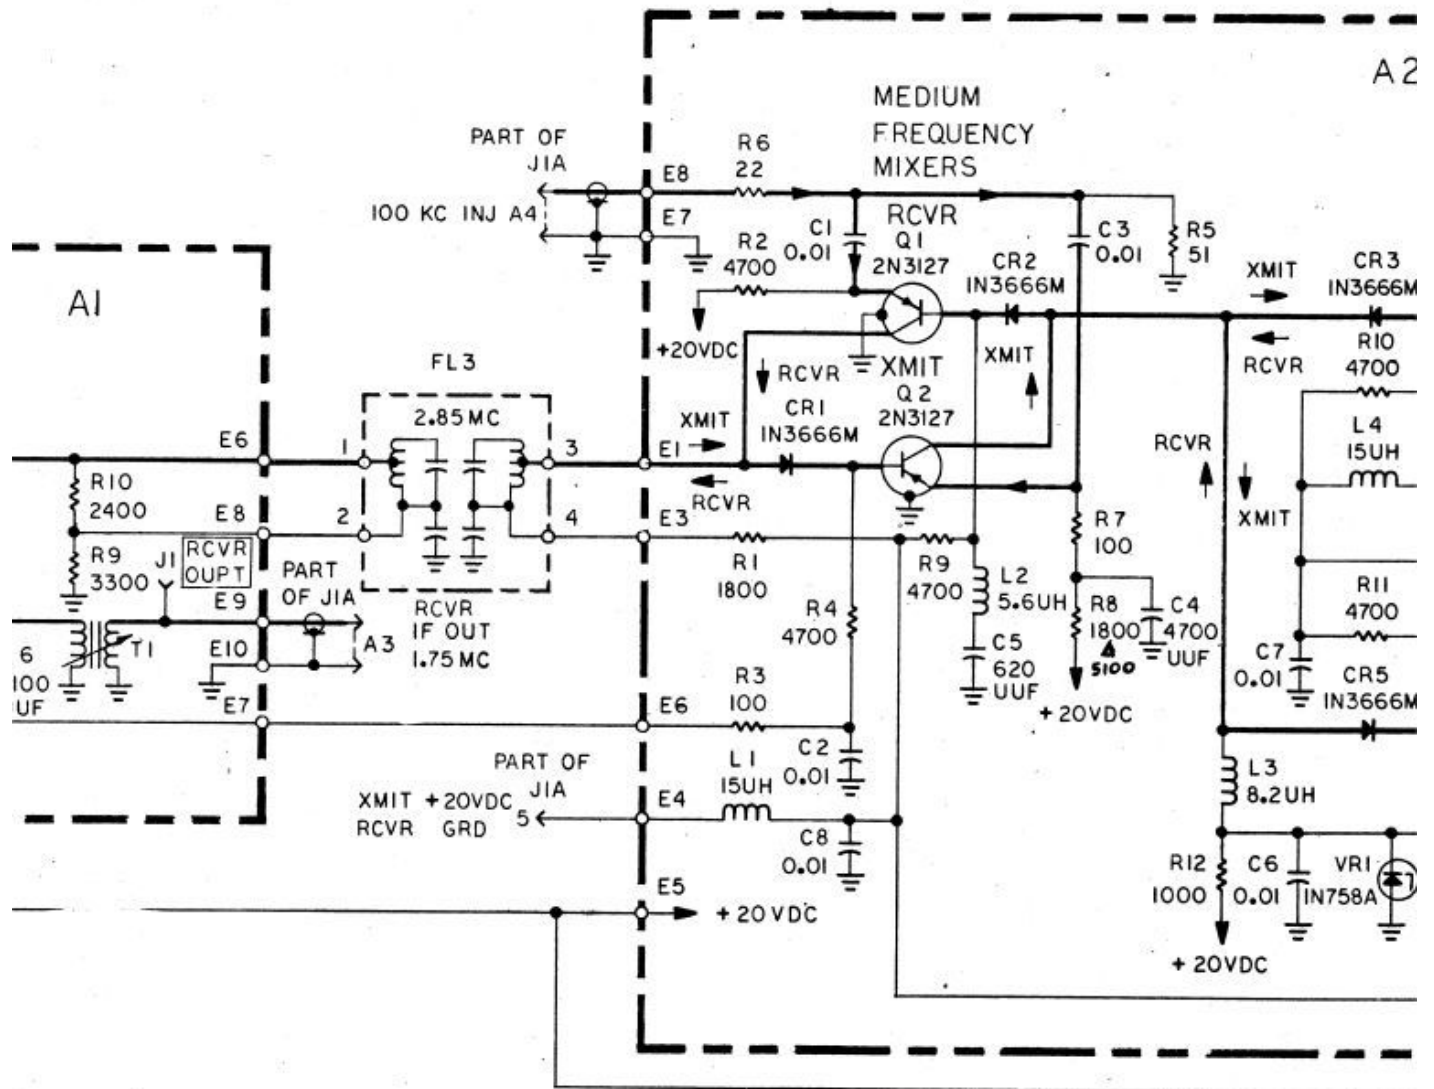 A2
MEDIUM
FREQUENCY
MIXERS
PART OF
J1A
R6
22
E8
100 KC INJ A4
E7
R2
4700
C1
0.01
RCVR
Q1
2N3127
C3
0.01
R5
51
CR2
1N3666M
XMIT
CR3
1N3666M
A1
+20VDC
RCVR
XMIT
XMIT
RCVR
R10
4700
FL3
2.85MC
XMIT
CR1
1N3666M
Q2
2N3127
L4
15UH
E6
1
3
E1
RCVR
RCVR
XMIT
R10
2400
E8
2
4
E3
R1
1800
R9
4700
R7
100
R9
3300
J1
RCVR
OUPT
PART
OF J1A
E9
L2
5.6UH
R8
1800
5100
C4
4700
UUF
R11
4700
RCVR
IF OUT
1.75MC
R4
4700
T1
E10
A3
6
100
UF
C5
620
UUF
C7
0.01
CR5
1N3666M
R3
100
E7
E6
+20VDC
C2
0.01
PART OF
J1A
L1
15UH
XMIT +20VDC
RCVR GRD
5
E4
L3
8.2UH
C8
0.01
R12
1000
C6
0.01
VR1
1N758A
E5
+20VDC
+20VDC